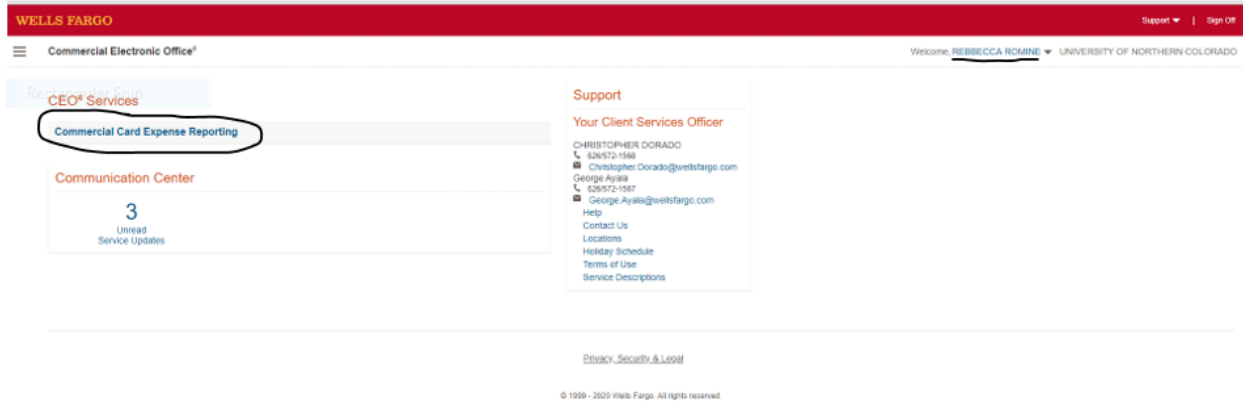 WELLS FARGO
Support | Sign Off
Commercial Electronic Office®
Welcome, REBBECCA ROMINE UNIVERSITY OF NORTHERN COLORADO
Rectangular Snip
CEO® Services
Commercial Card Expense Reporting
Communication Center
3
Unread
Service Updates
Support
Your Client Services Officer
CHRISTOPHER DORADO
626/572-1568
Christopher.Dorado@wellsfargo.com
George Ayala
626/572-1567
George.Ayala@wellsfargo.com
Help
Contact Us
Locations
Holiday Schedule
Terms of Use
Service Descriptions
Privacy, Security & Legal
© 1999 - 2020 Wells Fargo. All rights reserved.